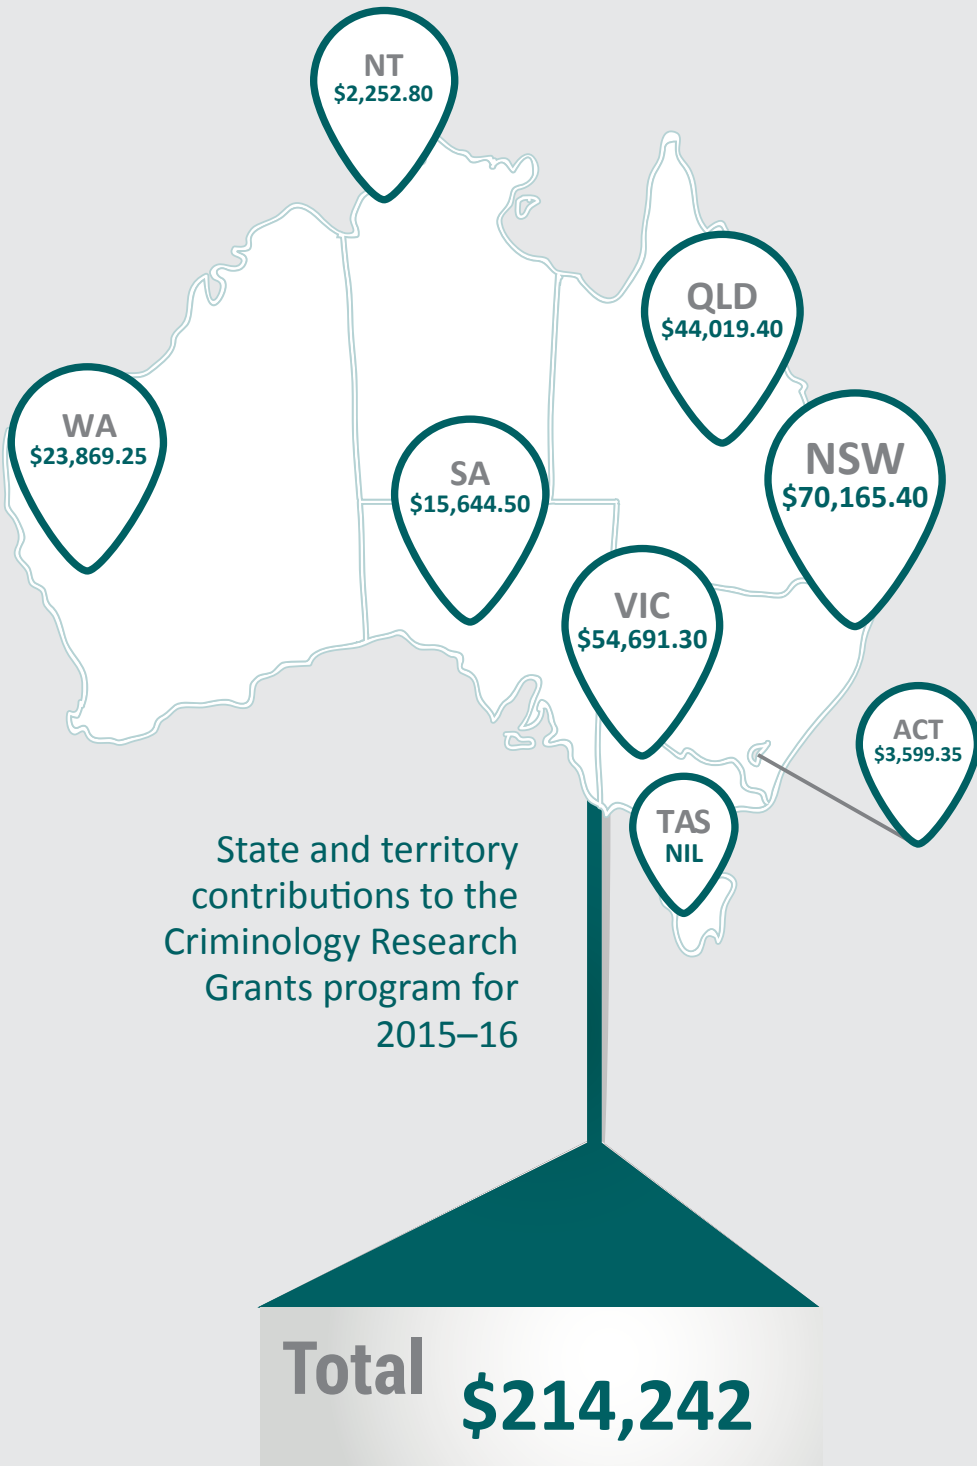 NT
$2,252.80
QLD
$44,019.40
WA
$23,869.25
SA
$15,644.50
NSW
$70,165.40
VIC
$54,691.30
ACT
$3,599.35
TAS
NIL
State and territory
contributions to the
Criminology Research
Grants program for
2015–16
Total
$214,242